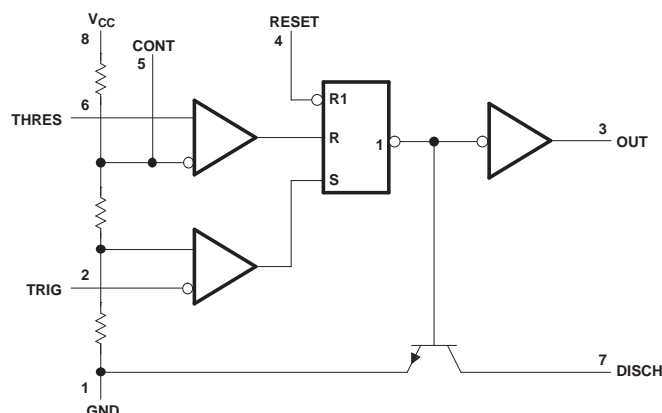 VCC
8
CONT
5
RESET
4
6
THRES
R1
R
1
S
3
OUT
2
TRIG
7
DISCH
1
GND